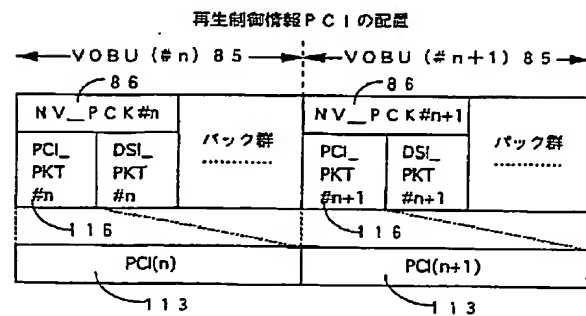 再生制御情報PCIの配置
VOBU (#n) 85
VOBU (#n+1) 85
86
86
NV_PCK#n
パック群
NV_PCK#n+1
パック群
PCI_
PKT
#n
DSI_
PKT
#n
PCI_
PKT
#n+1
DSI_
PKT
#n+1
116
116
PCI(n)
PCI(n+1)
113
113